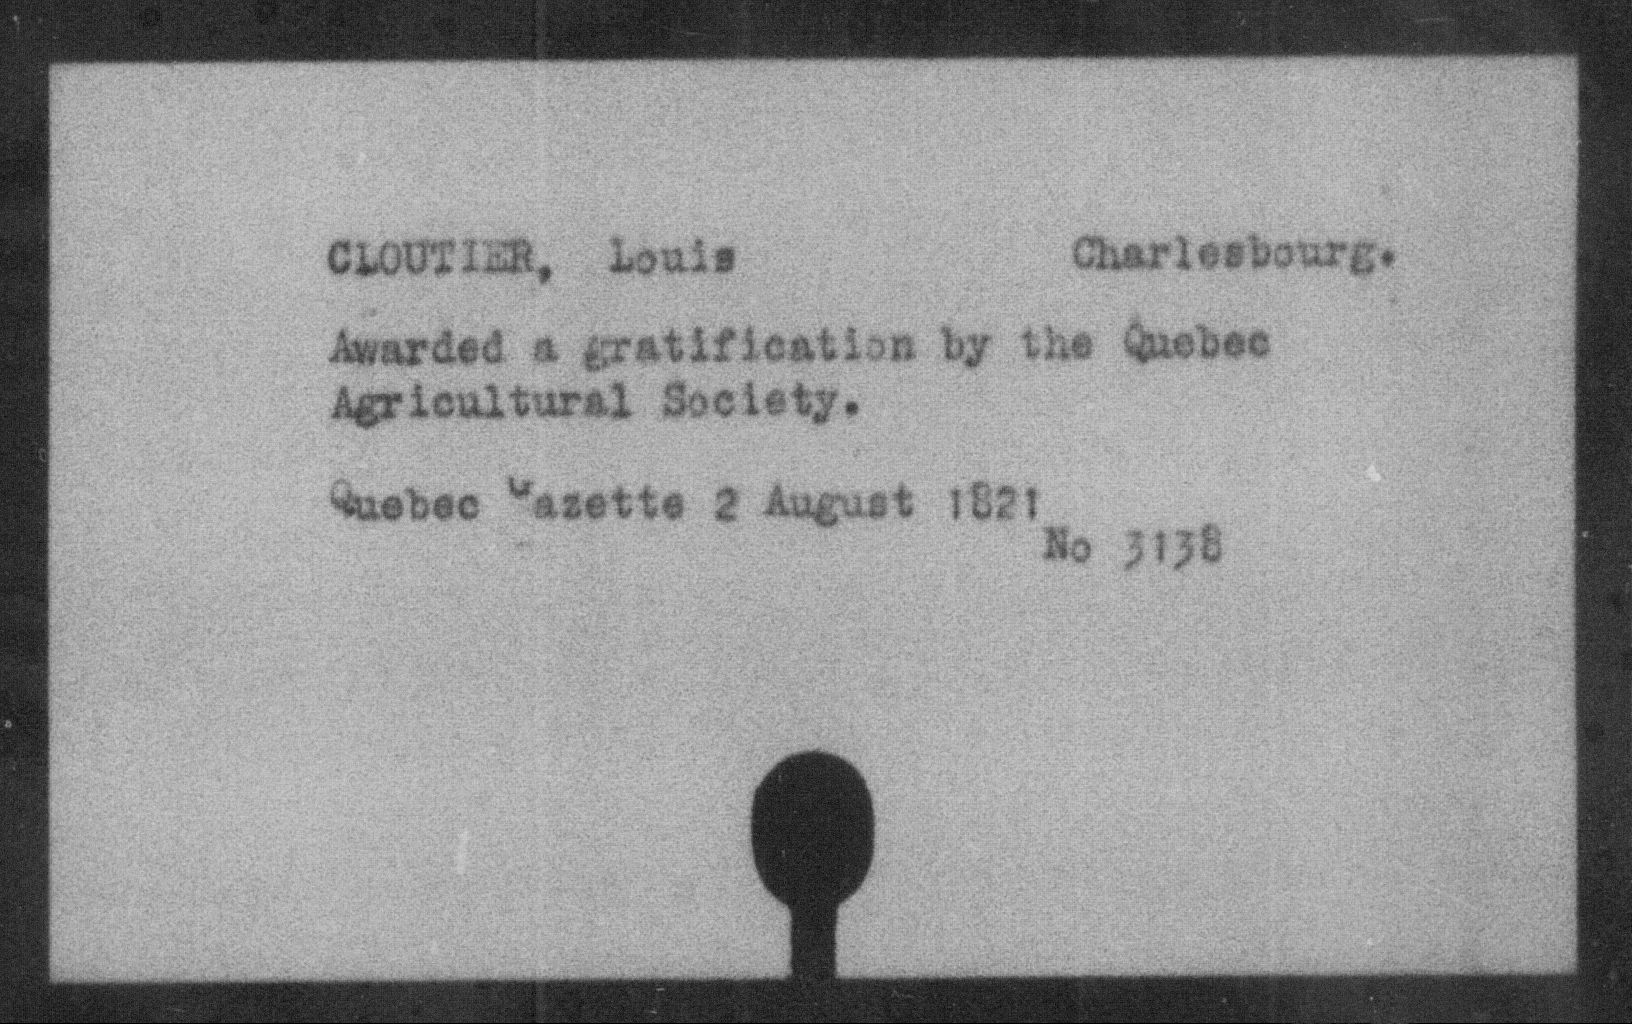 CLOUTIER, Louis Charlesbourg.
Awarded a gratification by the Quebec
Agricultural Society.
Quebec Gazette 2 August 1821
No 3138